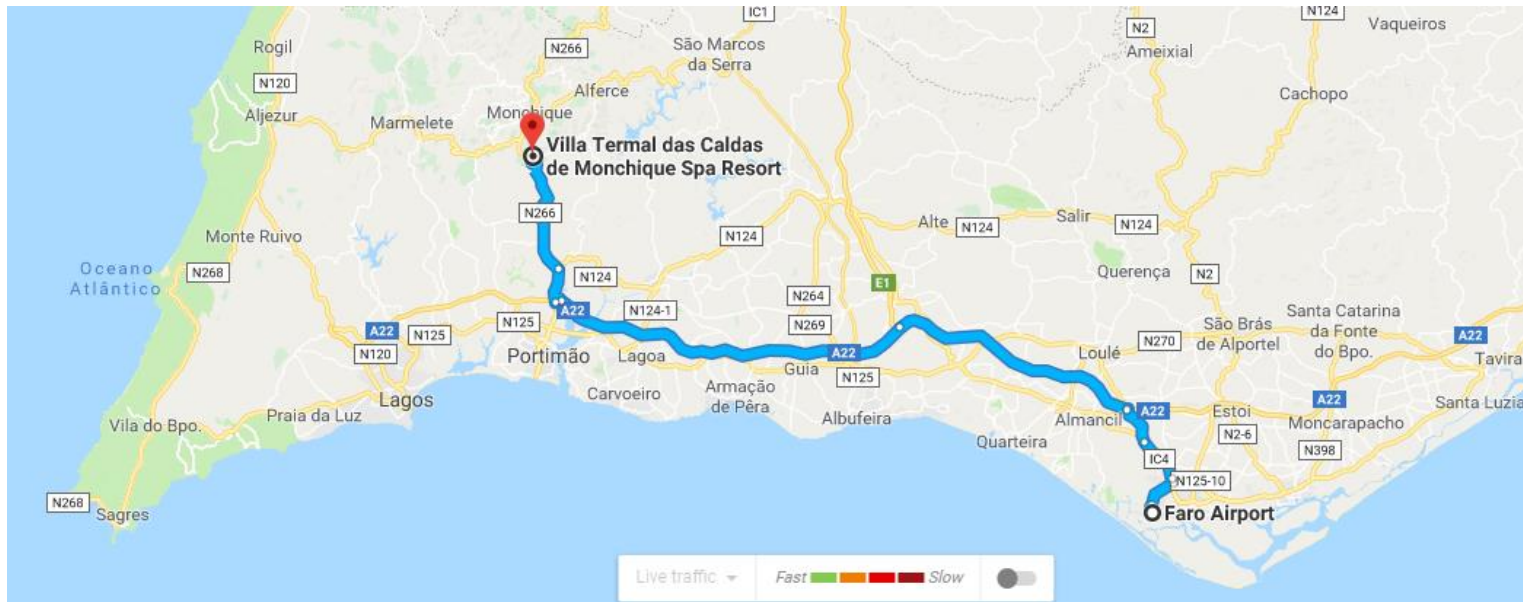 IC1
N124
Vaqueiros
N2
Ameixial
Rogil
N266
São Marcos
da Serra
N120
Alferce
Cachopo
Monchique
Aljezur
Marmelete
Villa Termal das Caldas
de Monchique Spa Resort
N266
Alte
N124
Salir
N124
Monte Ruivo
N124
Oceano
Atlântico
N268
N124
E1
Querença
N2
N264
N124-1
A22
Santa Catarina
da Fonte
do Bpo.
A22
N125
N125
N269
São Brás
de Alportel
N270
A22
Tavira
N120
Portimão
Lagoa
A22
Guia
N125
Loulé
Carvoeiro
Armação
de Pêra
Lagos
Praia da Luz
Albufeira
Almancil
A22
Estoi
A22
Moncarapacho
Santa Luzia
Vila do Bpo.
Quarteira
N2-6
IC4
N398
N125-10
N268
Sagres
Faro Airport
Live traffic
Fast
Slow